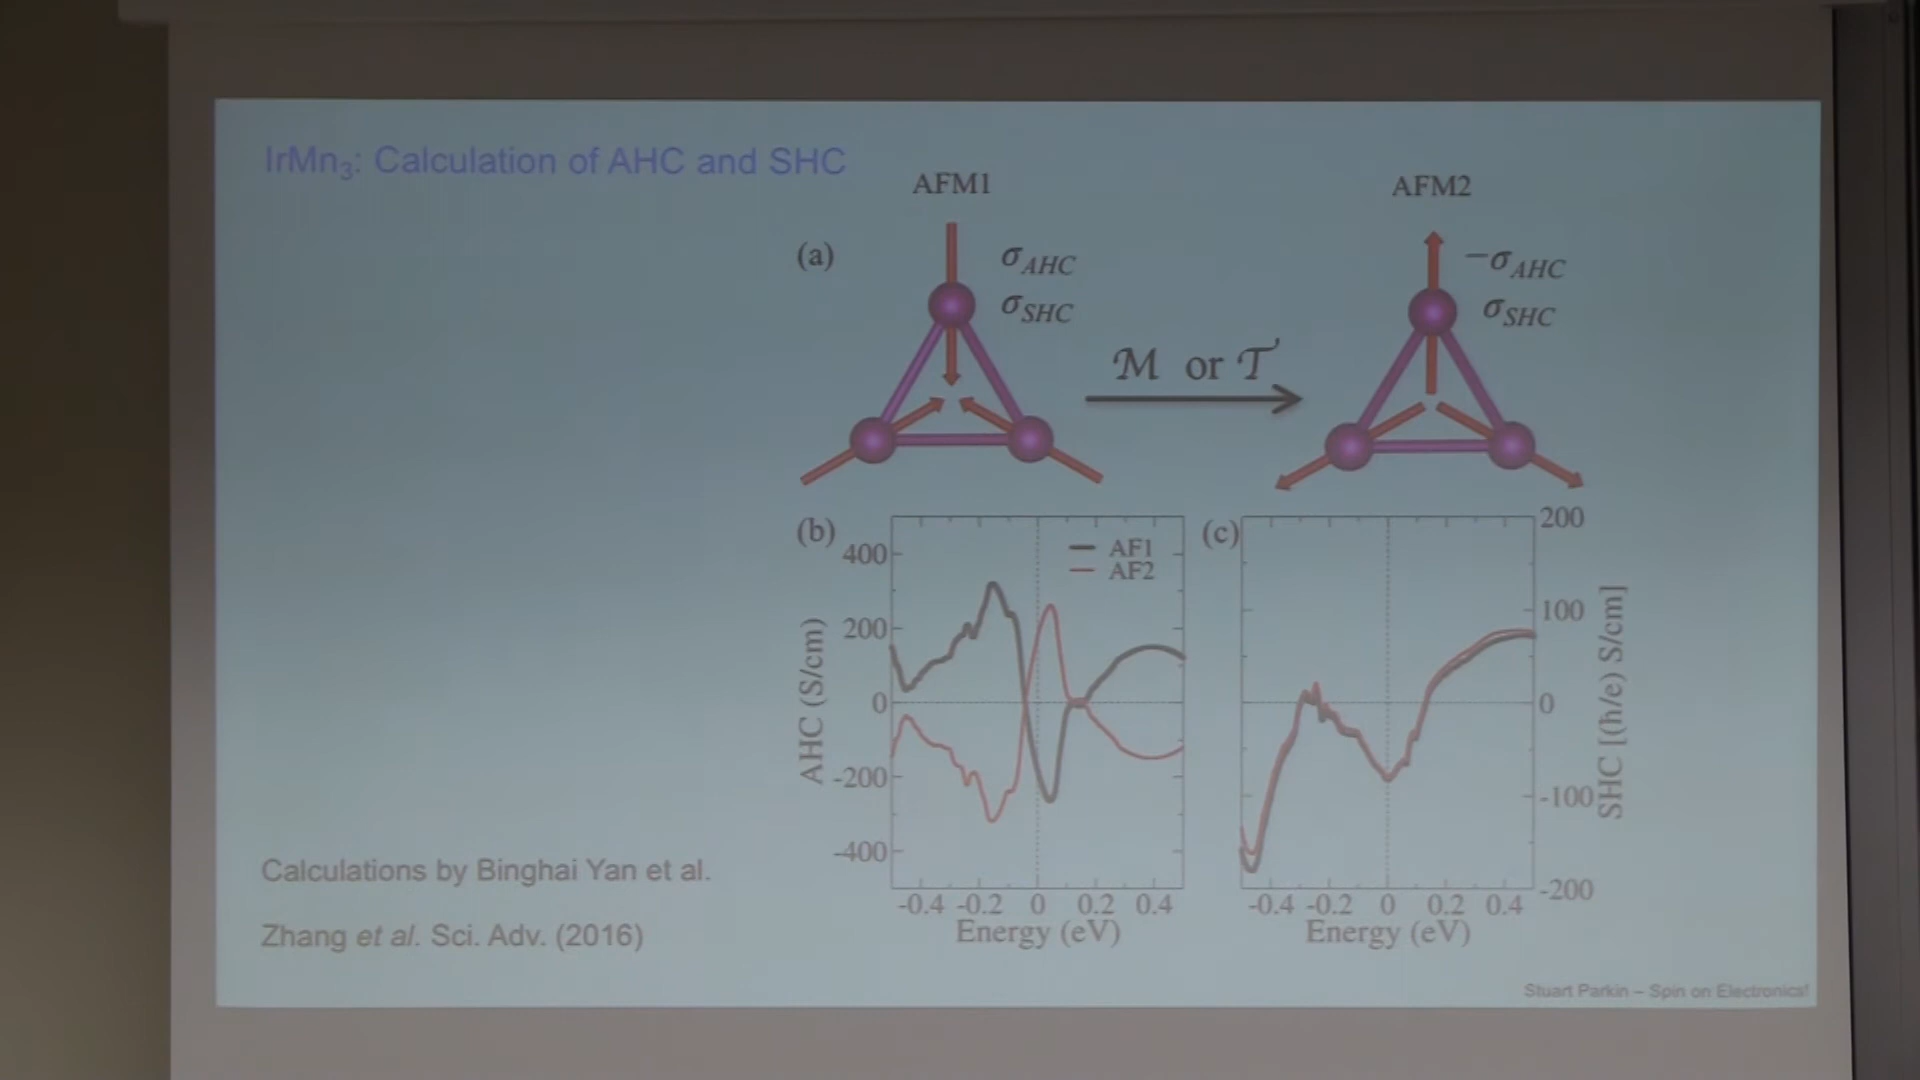 IrMn3: Calculation of AHC and SHC
AFM1
AFM2
(a)
σAHC
σSHC
M or T
−σAHC
σSHC
(b)
400
200
0
-200
-400
AHC (S/cm)
AF1
AF2
-0.4 -0.2 0 0.2 0.4
Energy (eV)
(c)
200
100
0
-100
-200
SHC [(ħ/e) S/cm]
-0.4 -0.2 0 0.2 0.4
Energy (eV)
Calculations by Binghai Yan et al.
Zhang et al. Sci. Adv. (2016)
Stuart Parkin – Spin on Electronics!